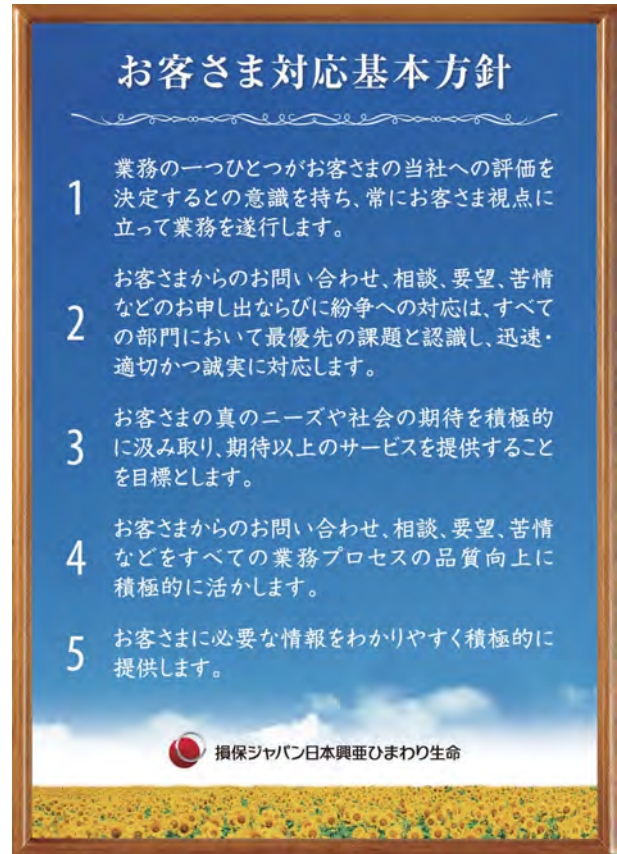 お客さま対応基本方針
1
業務の一つひとつがお客さまの当社への評価を
決定するとの意識を持ち、常にお客さま視点に
立って業務を遂行します。
2
お客さまからのお問い合わせ、相談、要望、苦情
などのお申し出ならびに紛争への対応は、すべて
の部門において最優先の課題と認識し、迅速・
適切かつ誠実に対応します。
3
お客さまの真のニーズや社会の期待を積極的
に汲み取り、期待以上のサービスを提供すること
を目標とします。
4
お客さまからのお問い合わせ、相談、要望、苦情
などをすべての業務プロセスの品質向上に
積極的に活かします。
5
お客さまに必要な情報をわかりやすく積極的に
提供します。
損保ジャパン日本興亜ひまわり生命